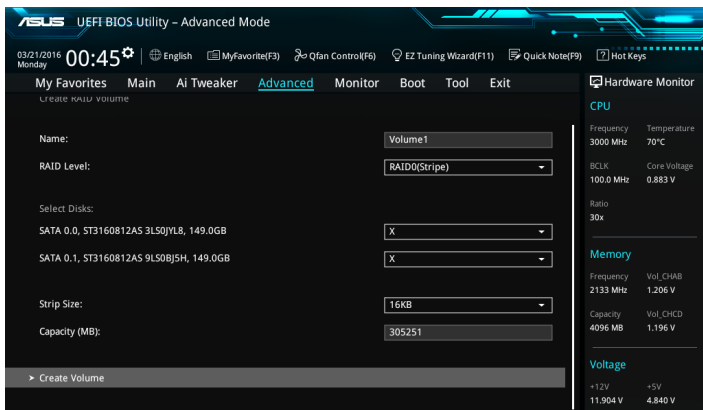 ASUS UEFI BIOS Utility – Advanced Mode
03/21/2016 Monday 00:45 English MyFavorite(F3) Qfan Control(F6) EZ Tuning Wizard(F11) Quick Note(F9) ? Hot Keys
My Favorites Main Ai Tweaker Advanced Monitor Boot Tool Exit
Create RAID Volume
Name: Volume1
RAID Level: RAID0(Stripe)
Select Disks:
SATA 0.0, ST3160812AS 3LS0JYL8, 149.0GB X
SATA 0.1, ST3160812AS 9LS0BJ5H, 149.0GB X
Strip Size: 16KB
Capacity (MB): 305251
> Create Volume
Hardware Monitor
CPU
Frequency Temperature
3000 MHz 70°C
BCLK Core Voltage
100.0 MHz 0.883 V
Ratio
30x
Memory
Frequency Vol_CHAB
2133 MHz 1.206 V
Capacity Vol_CHCD
4096 MB 1.196 V
Voltage
+12V +5V
11.904 V 4.840 V